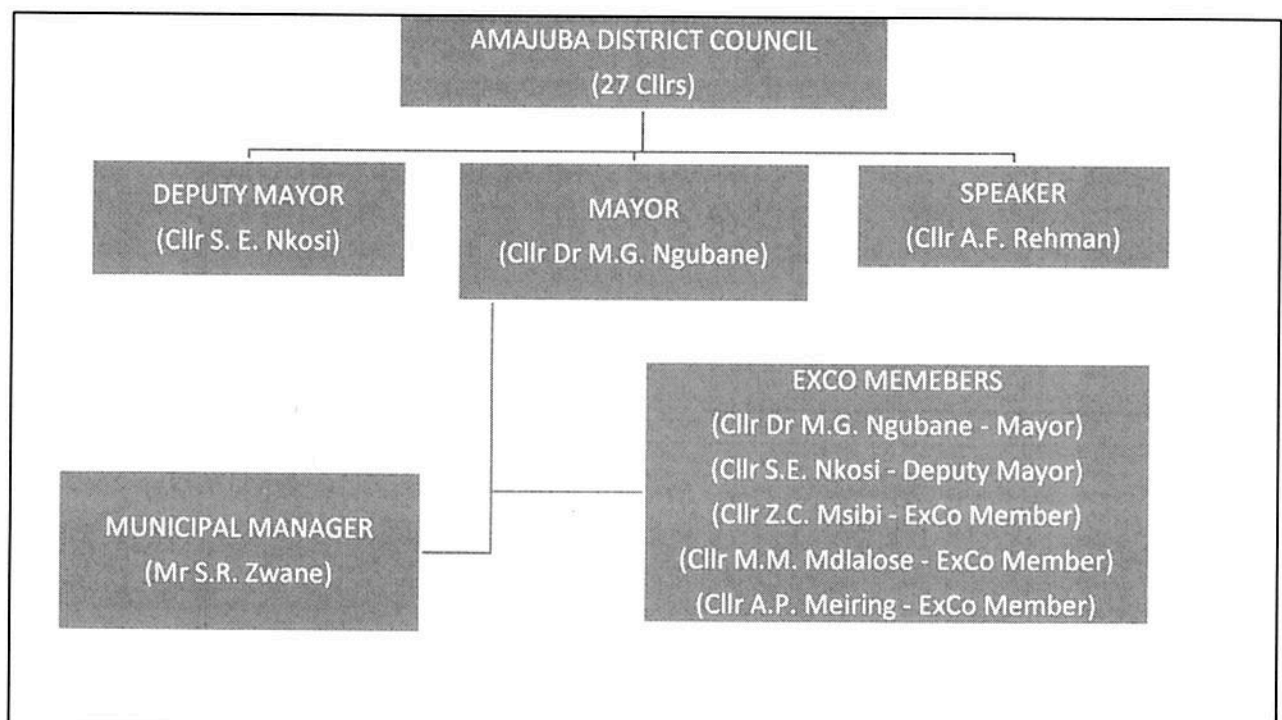 AMAJUBA DISTRICT COUNCIL
(27 Cllrs)
DEPUTY MAYOR
(Cllr S. E. Nkosi)
MAYOR
(Cllr Dr M.G. Ngubane)
SPEAKER
(Cllr A.F. Rehman)
EXCO MEMEBERS
(Cllr Dr M.G. Ngubane - Mayor)
(Cllr S.E. Nkosi - Deputy Mayor)
(Cllr Z.C. Msibi - ExCo Member)
(Cllr M.M. Mdlalose - ExCo Member)
(Cllr A.P. Meiring - ExCo Member)
MUNICIPAL MANAGER
(Mr S.R. Zwane)